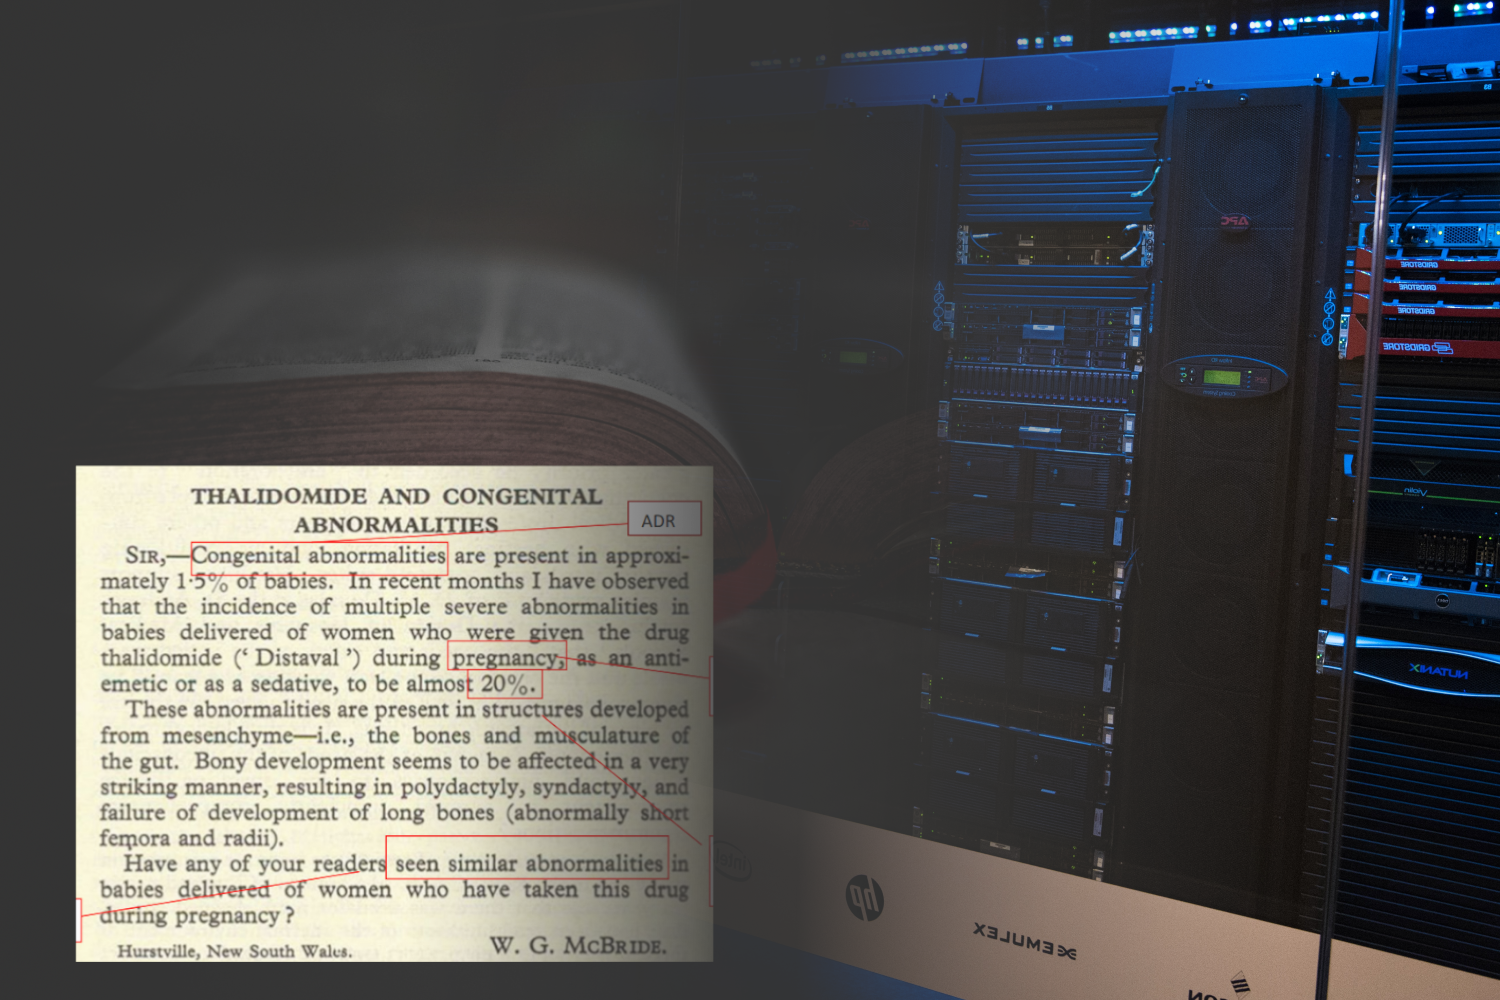 THALIDOMIDE AND CONGENITAL
ABNORMALITIES
ADR
SIR,—Congenital abnormalities are present in approxi-
mately 1·5% of babies. In recent months I have observed
that the incidence of multiple severe abnormalities in
babies delivered of women who were given the drug
thalidomide (‘ Distaval ’) during pregnancy, as an anti-
emetic or as a sedative, to be almost 20%.
These abnormalities are present in structures developed
from mesenchyme—i.e., the bones and musculature of
the gut. Bony development seems to be affected in a very
striking manner, resulting in polydactyly, syndactyly, and
failure of development of long bones (abnormally short
femora and radii).
Have any of your readers seen similar abnormalities in
babies delivered of women who have taken this drug
during pregnancy ?
Hurstville, New South Wales. W. G. MCBRIDE.
APC
GRIDSTORE
GRIDSTORE
GRIDSTORE
GRIDSTORE
GRIDSTORE
Violin
NUTANIX
intel
hp
EMULEX